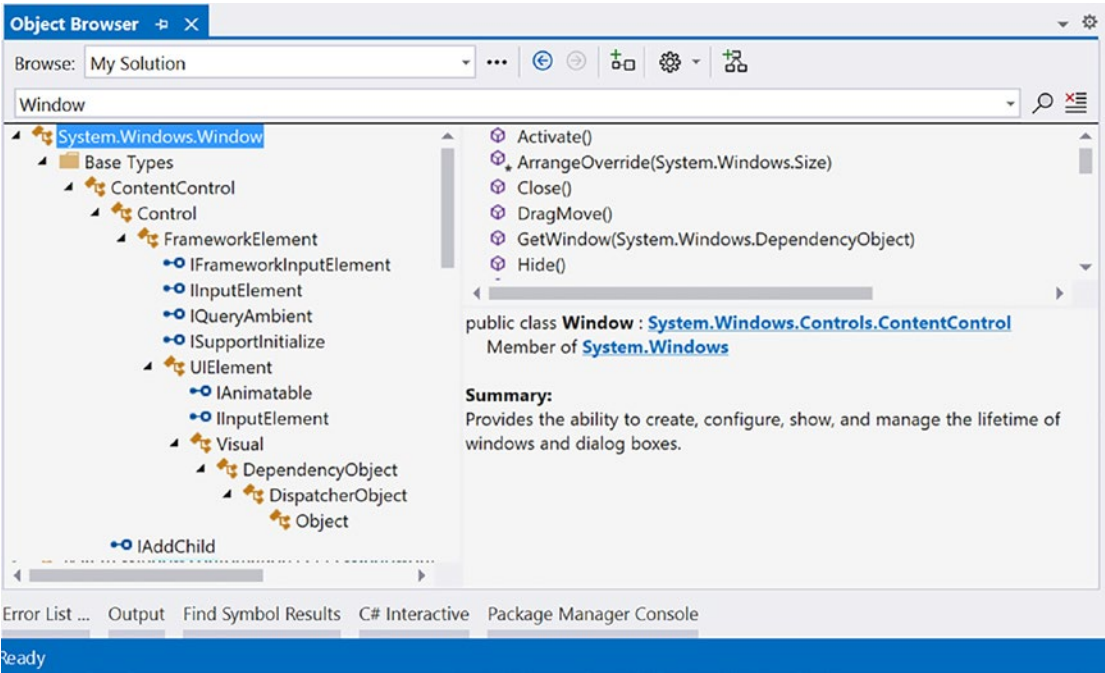 Object Browser
Browse: My Solution
Window
System.Windows.Window
Base Types
ContentControl
Control
FrameworkElement
IFrameworkInputElement
IInputElement
IQueryAmbient
ISupportInitialize
UIElement
IAnimatable
IInputElement
Visual
DependencyObject
DispatcherObject
Object
IAddChild
Activate()
ArrangeOverride(System.Windows.Size)
Close()
DragMove()
GetWindow(System.Windows.DependencyObject)
Hide()
public class Window : System.Windows.Controls.ContentControl
Member of System.Windows
Summary:
Provides the ability to create, configure, show, and manage the lifetime of
windows and dialog boxes.
Error List ... Output Find Symbol Results C# Interactive Package Manager Console
Ready